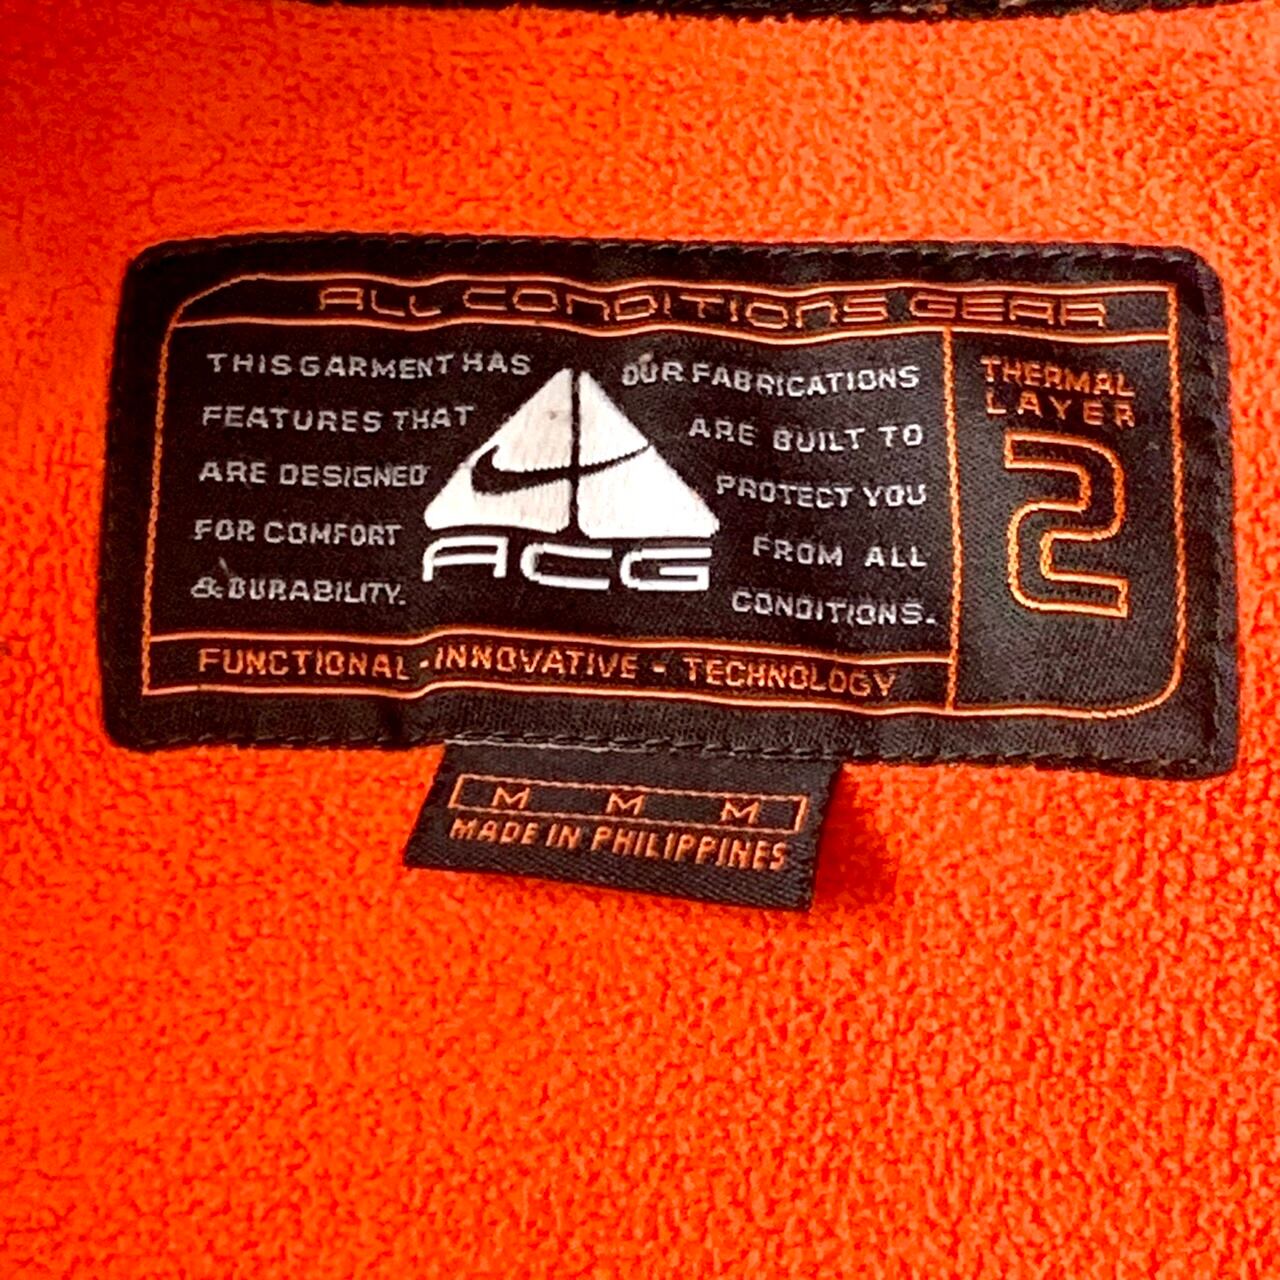 ALL CONDITIONS GEAR
THIS GARMENT HAS
FEATURES THAT
ARE DESIGNED
FOR COMFORT
& DURABILITY.
ACG
OUR FABRICATIONS
ARE BUILT TO
PROTECT YOU
FROM ALL
CONDITIONS.
THERMAL
LAYER
2
FUNCTIONAL - INNOVATIVE - TECHNOLOGY
M M M
MADE IN PHILIPPINES